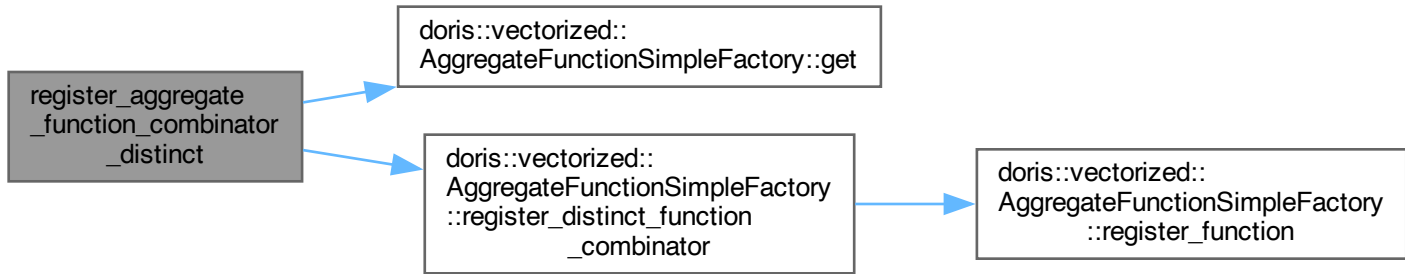 register_aggregate
_function_combinator
_distinct
doris::vectorized::
AggregateFunctionSimpleFactory::get
doris::vectorized::
AggregateFunctionSimpleFactory
::register_distinct_function
_combinator
doris::vectorized::
AggregateFunctionSimpleFactory
::register_function